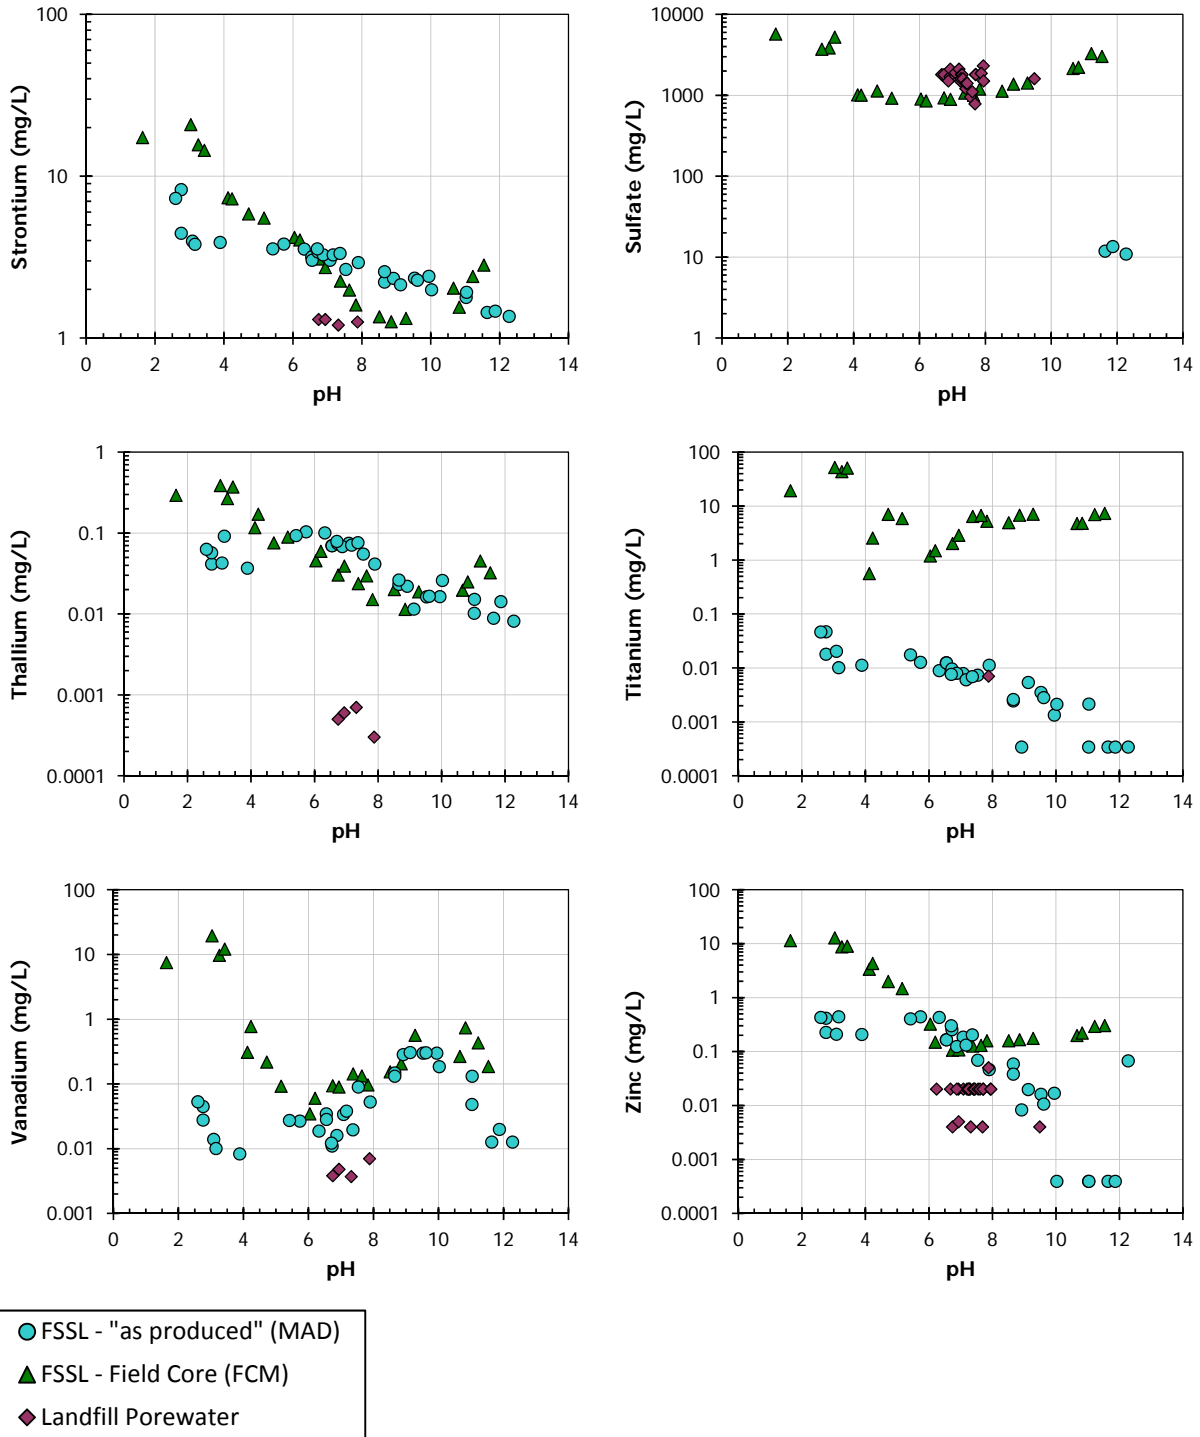 100
10
1
0 2 4 6 8 10 12 14
Strontium (mg/L)
pH
10000
1000
100
10
1
0 2 4 6 8 10 12 14
Sulfate (mg/L)
pH
1
0.1
0.01
0.001
0.0001
0 2 4 6 8 10 12 14
Thallium (mg/L)
pH
100
10
1
0.1
0.01
0.001
0.0001
0 2 4 6 8 10 12 14
Titanium (mg/L)
pH
100
10
1
0.1
0.01
0.001
0 2 4 6 8 10 12 14
Vanadium (mg/L)
pH
100
10
1
0.1
0.01
0.001
0.0001
0 2 4 6 8 10 12 14
Zinc (mg/L)
pH
FSSL - "as produced" (MAD)
FSSL - Field Core (FCM)
Landfill Porewater